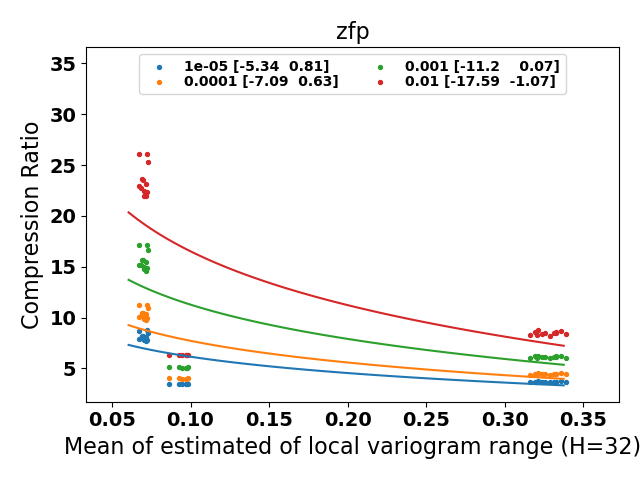 zfp
1e-05 [-5.34 0.81]
0.0001 [-7.09 0.63]
0.001 [-11.2 0.07]
0.01 [-17.59 -1.07]
Compression Ratio
35
30
25
20
15
10
5
0.05 0.10 0.15 0.20 0.25 0.30 0.35
Mean of estimated of local variogram range (H=32)